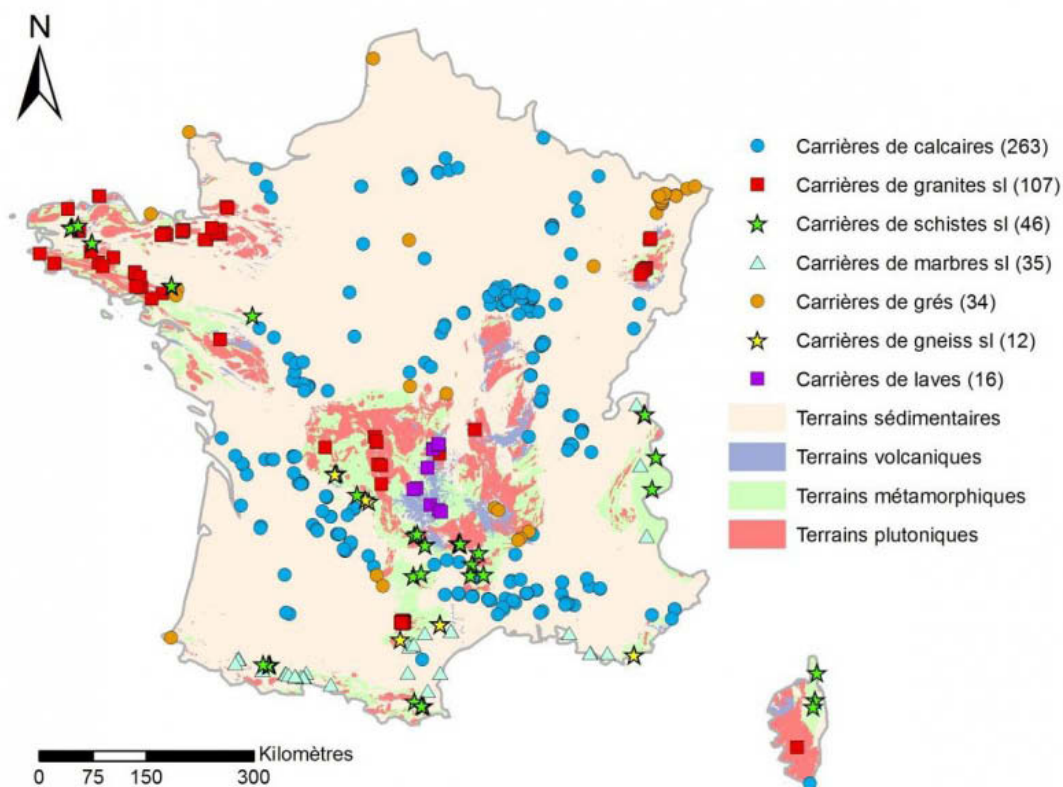 N
Carrières de calcaires (263)
Carrières de granites sl (107)
Carrières de schistes sl (46)
Carrières de marbres sl (35)
Carrières de grés (34)
Carrières de gneiss sl (12)
Carrières de laves (16)
Terrains sédimentaires
Terrains volcaniques
Terrains métamorphiques
Terrains plutoniques
Kilomètres
0 75 150 300